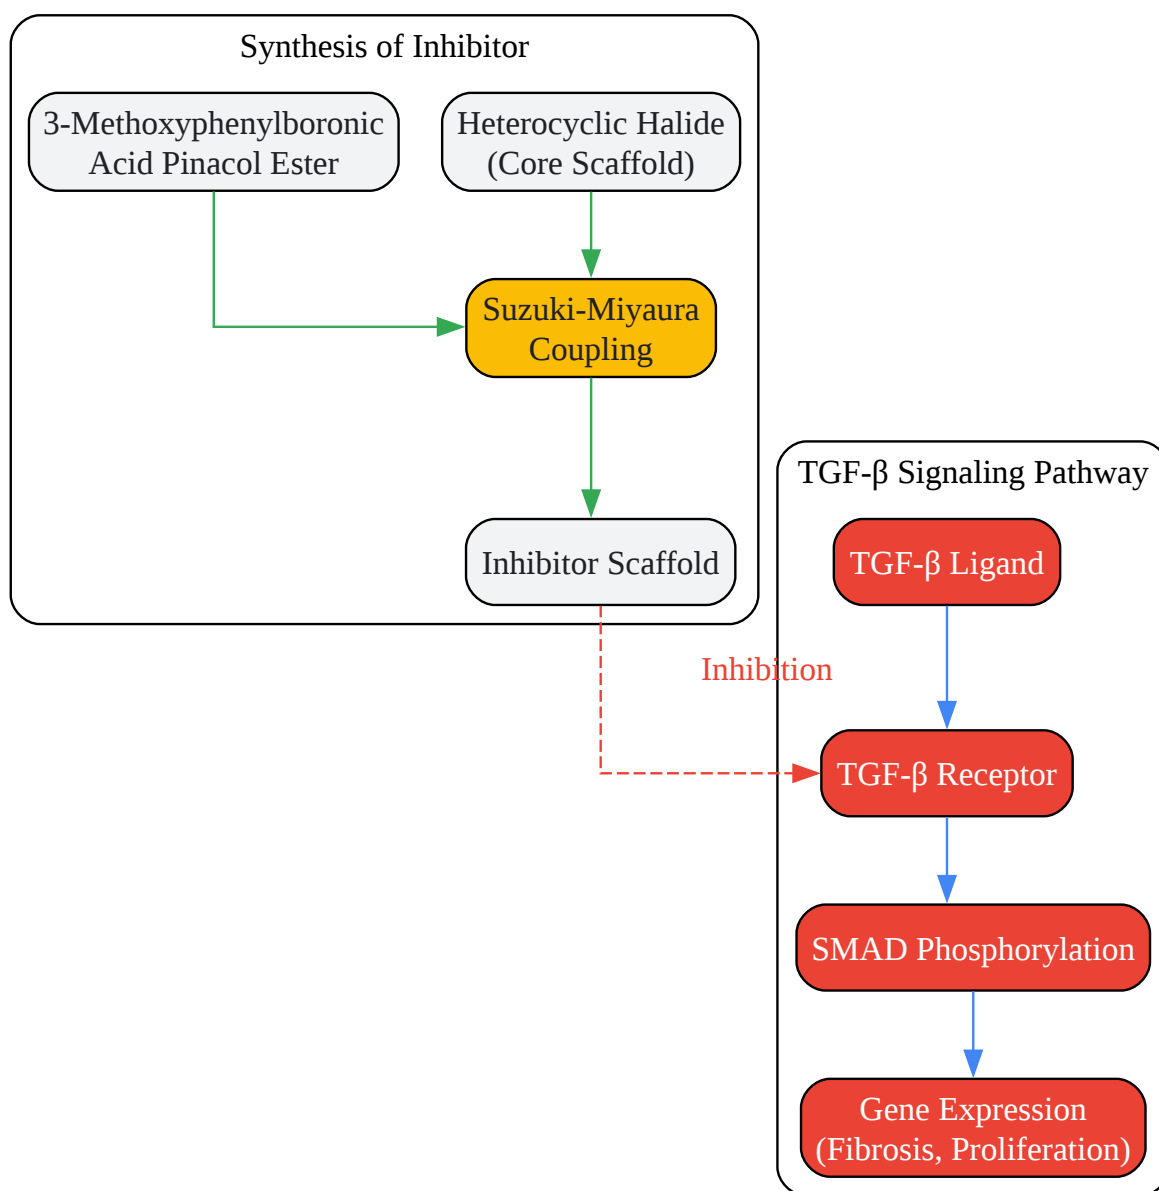 Synthesis of Inhibitor
3-Methoxyphenylboronic
Acid Pinacol Ester
Heterocyclic Halide
(Core Scaffold)
Suzuki-Miyaura
Coupling
Inhibitor Scaffold
Inhibition
TGF-β Signaling Pathway
TGF-β Ligand
TGF-β Receptor
SMAD Phosphorylation
Gene Expression
(Fibrosis, Proliferation)